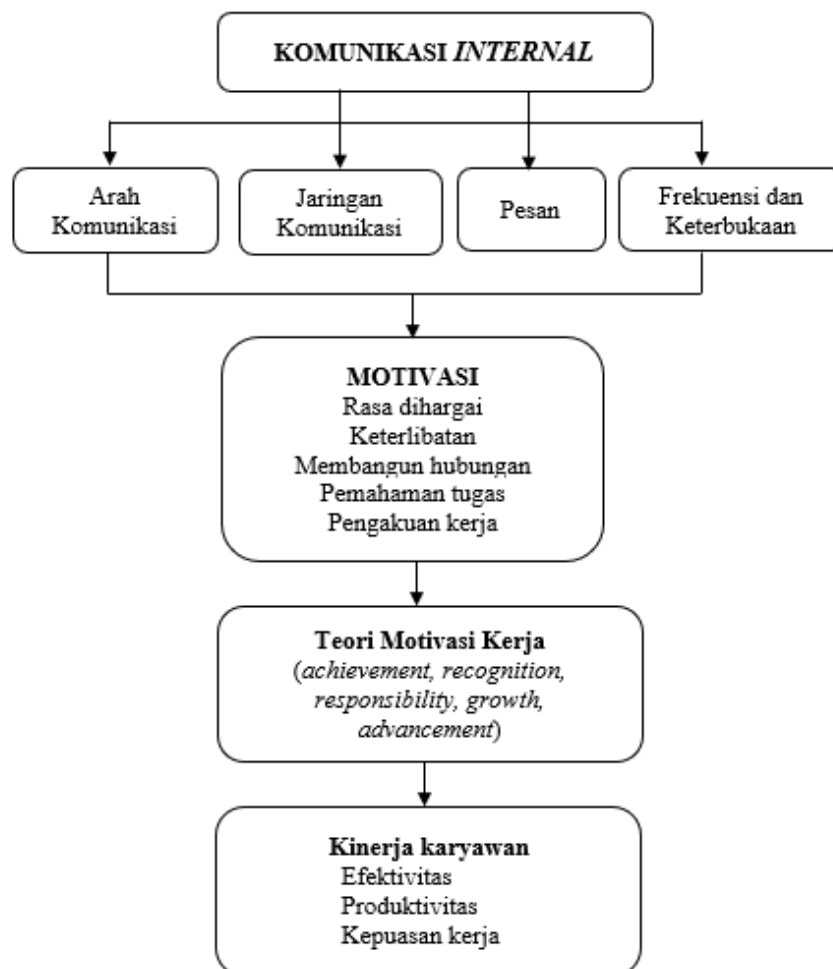 KOMUNIKASI INTERNAL
Arah
Komunikasi
Jaringan
Komunikasi
Pesan
Frekuensi dan
Keterbukaan
MOTIVASI
Rasa dihargai
Keterlibatan
Membangun hubungan
Pemahaman tugas
Pengakuan kerja
Teori Motivasi Kerja
(achievement, recognition,
responsibility, growth,
advancement)
Kinerja karyawan
Efektivitas
Produktivitas
Kepuasan kerja